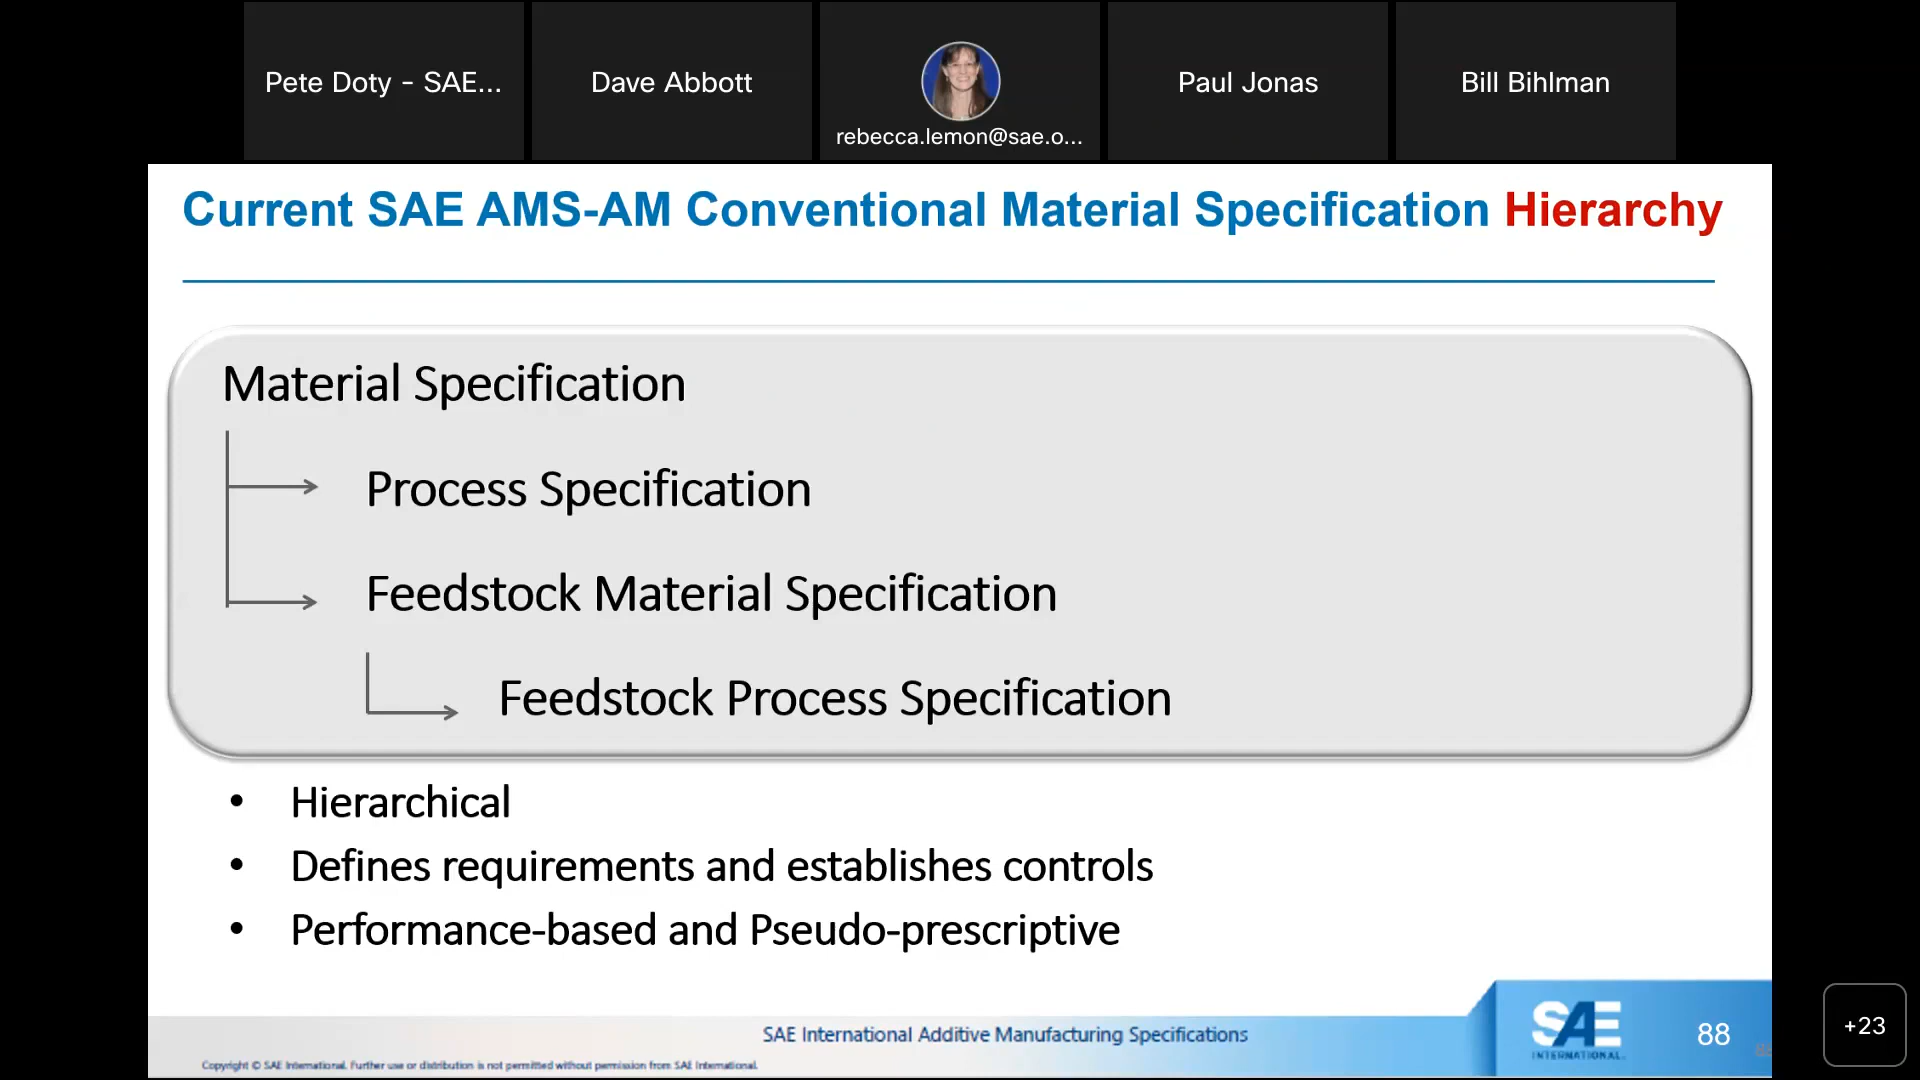 Pete Doty - SAE...
Dave Abbott
rebecca.lemon@sae.o...
Paul Jonas
Bill Bihlman
Current SAE AMS-AM Conventional Material Specification Hierarchy
Material Specification
Process Specification
Feedstock Material Specification
Feedstock Process Specification
• Hierarchical
• Defines requirements and establishes controls
• Performance-based and Pseudo-prescriptive
SAE International Additive Manufacturing Specifications
Copyright © SAE International. Further use or distribution is not permitted without permission from SAE International.
SAE
INTERNATIONAL.
88
+23